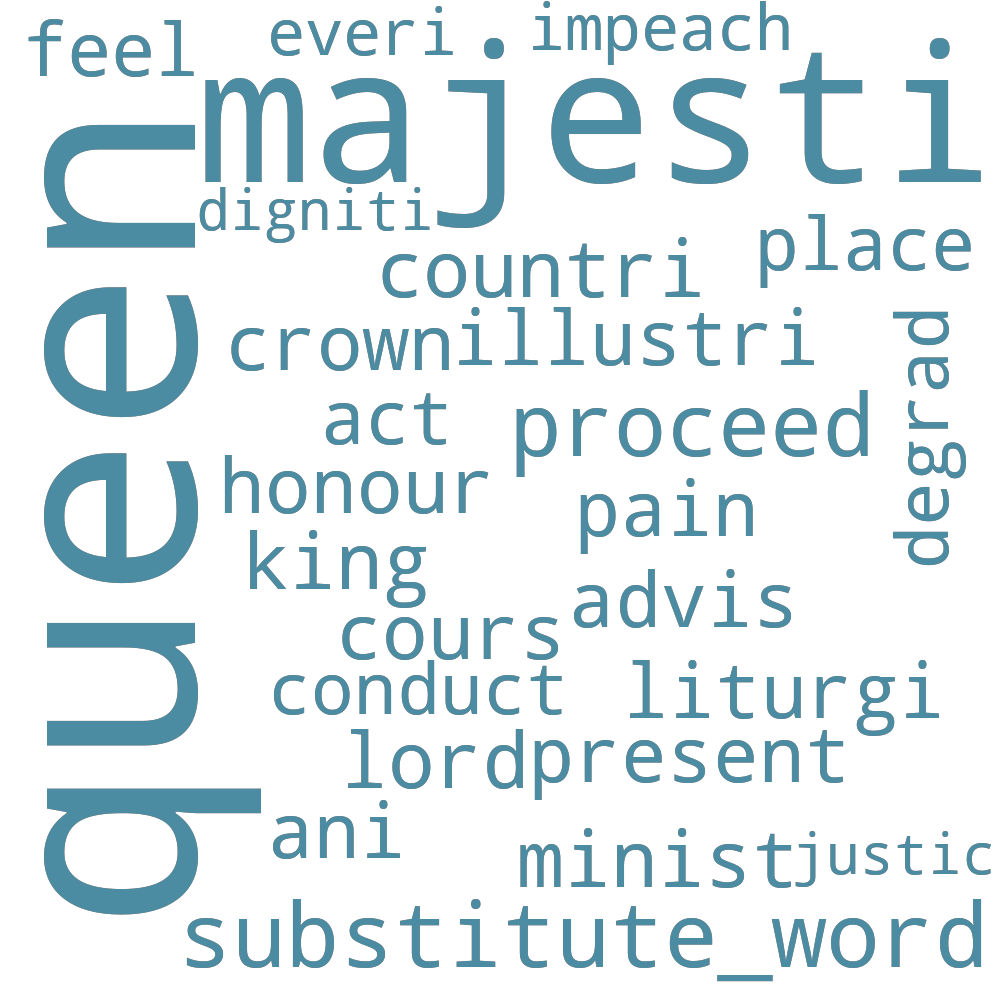 feel
everi
impeach
majesti
queen
digniti
place
countri
crown
illustri
degrad
act
proceed
honour
pain
king
advis
cours
conduct
liturgi
lord
present
ani
minist
justic
substitute_word